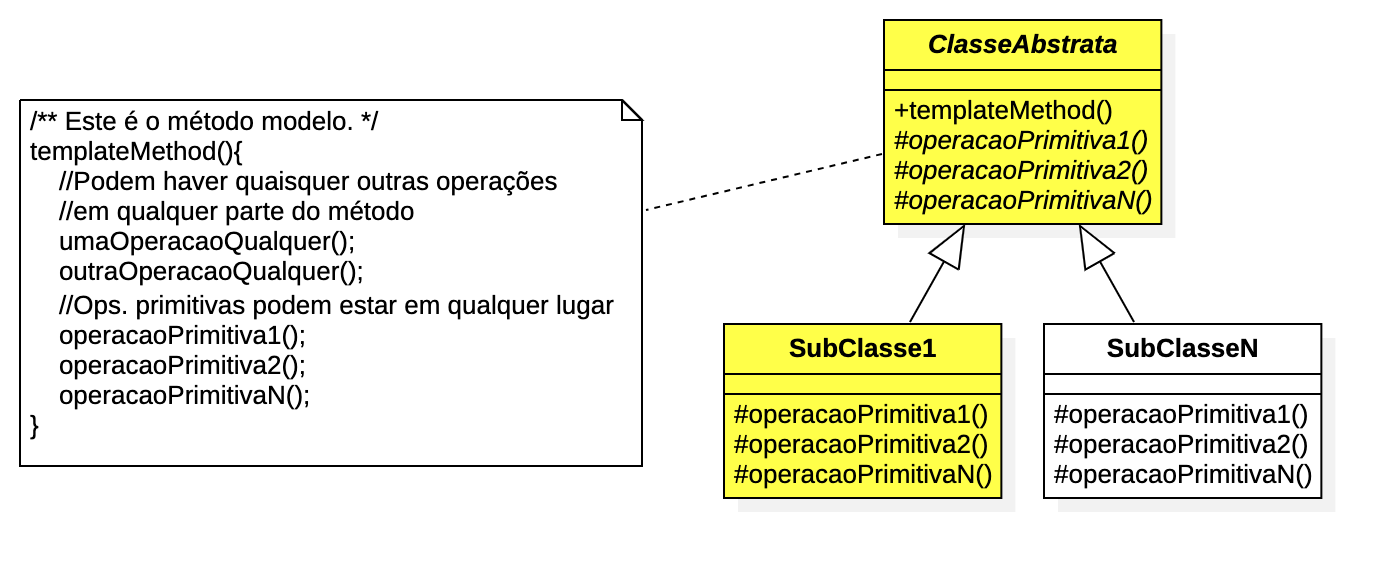 /** Este é o método modelo. */
templateMethod(){
//Podem haver quaisquer outras operações
//em qualquer parte do método
umaOperacaoQualquer();
outraOperacaoQualquer();
//Ops. primitivas podem estar em qualquer lugar
operacaoPrimitiva1();
operacaoPrimitiva2();
operacaoPrimitivaN();
}
ClasseAbstrata
+templateMethod()
#operacaoPrimitiva1()
#operacaoPrimitiva2()
#operacaoPrimitivaN()
SubClasse1
#operacaoPrimitiva1()
#operacaoPrimitiva2()
#operacaoPrimitivaN()
SubClasseN
#operacaoPrimitiva1()
#operacaoPrimitiva2()
#operacaoPrimitivaN()